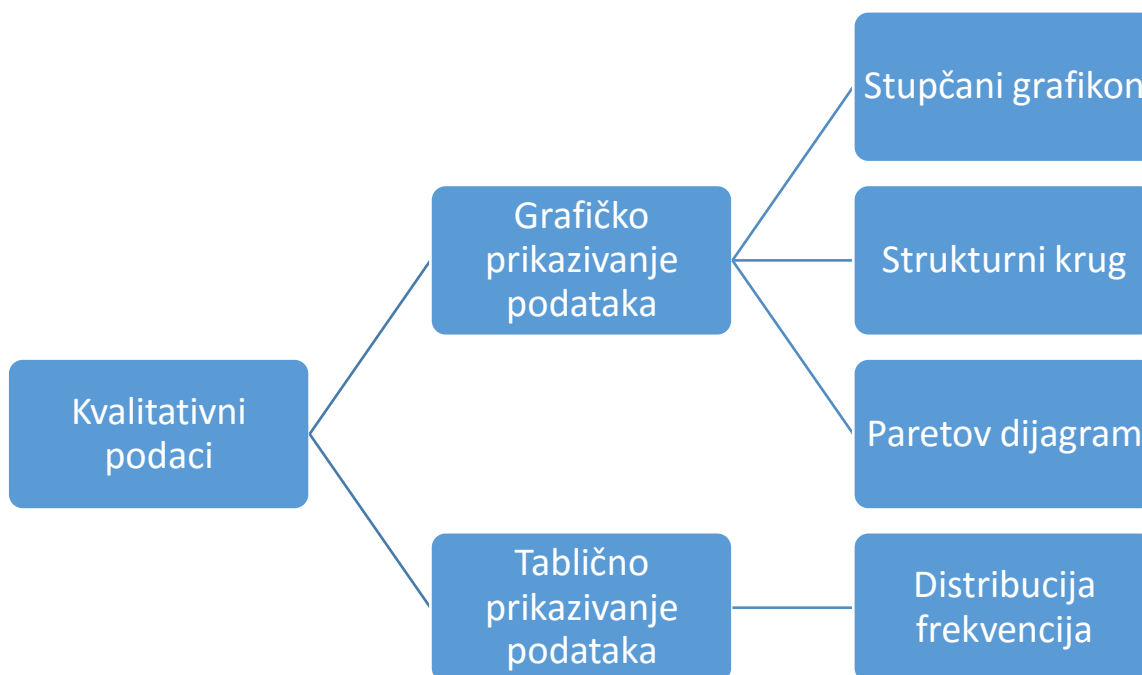 Kvalitativni
podaci
Grafičko
prikazivanje
podataka
Stupčani grafikon
Strukturni krug
Paretov dijagram
Tablično
prikazivanje
podataka
Distribucija
frekvencija